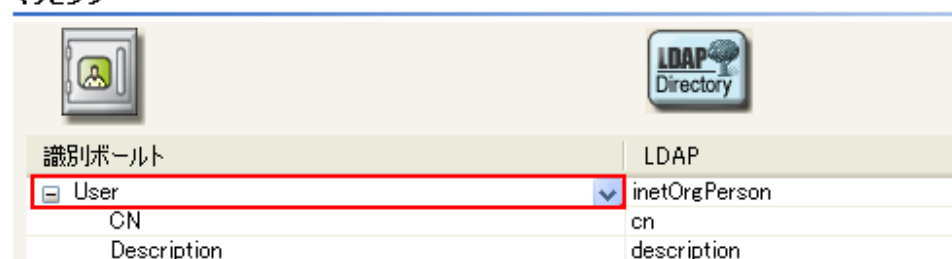 LDAP
Directory
識別ボールト LDAP
User inetOrgPerson
CN cn
Description description